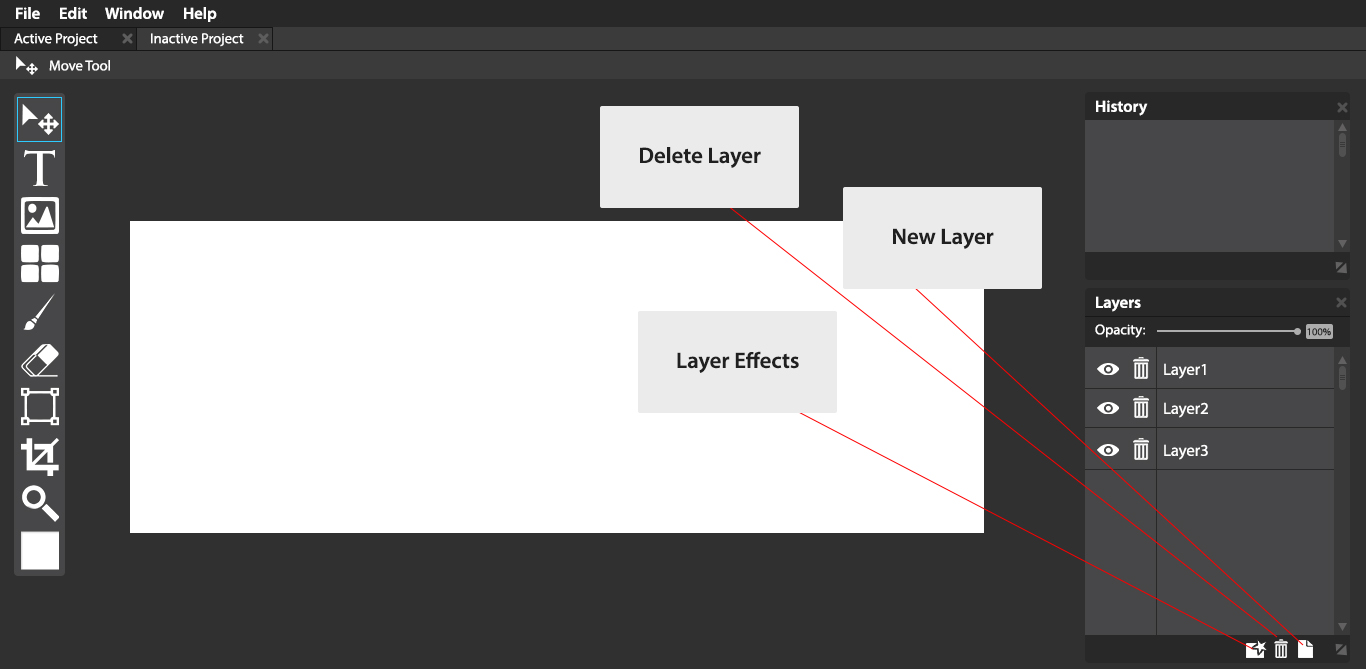 File Edit Window Help
Active Project Inactive Project
Move Tool
T
Delete Layer
New Layer
Layer Effects
History
Layers
Opacity: 100%
Layer1
Layer2
Layer3